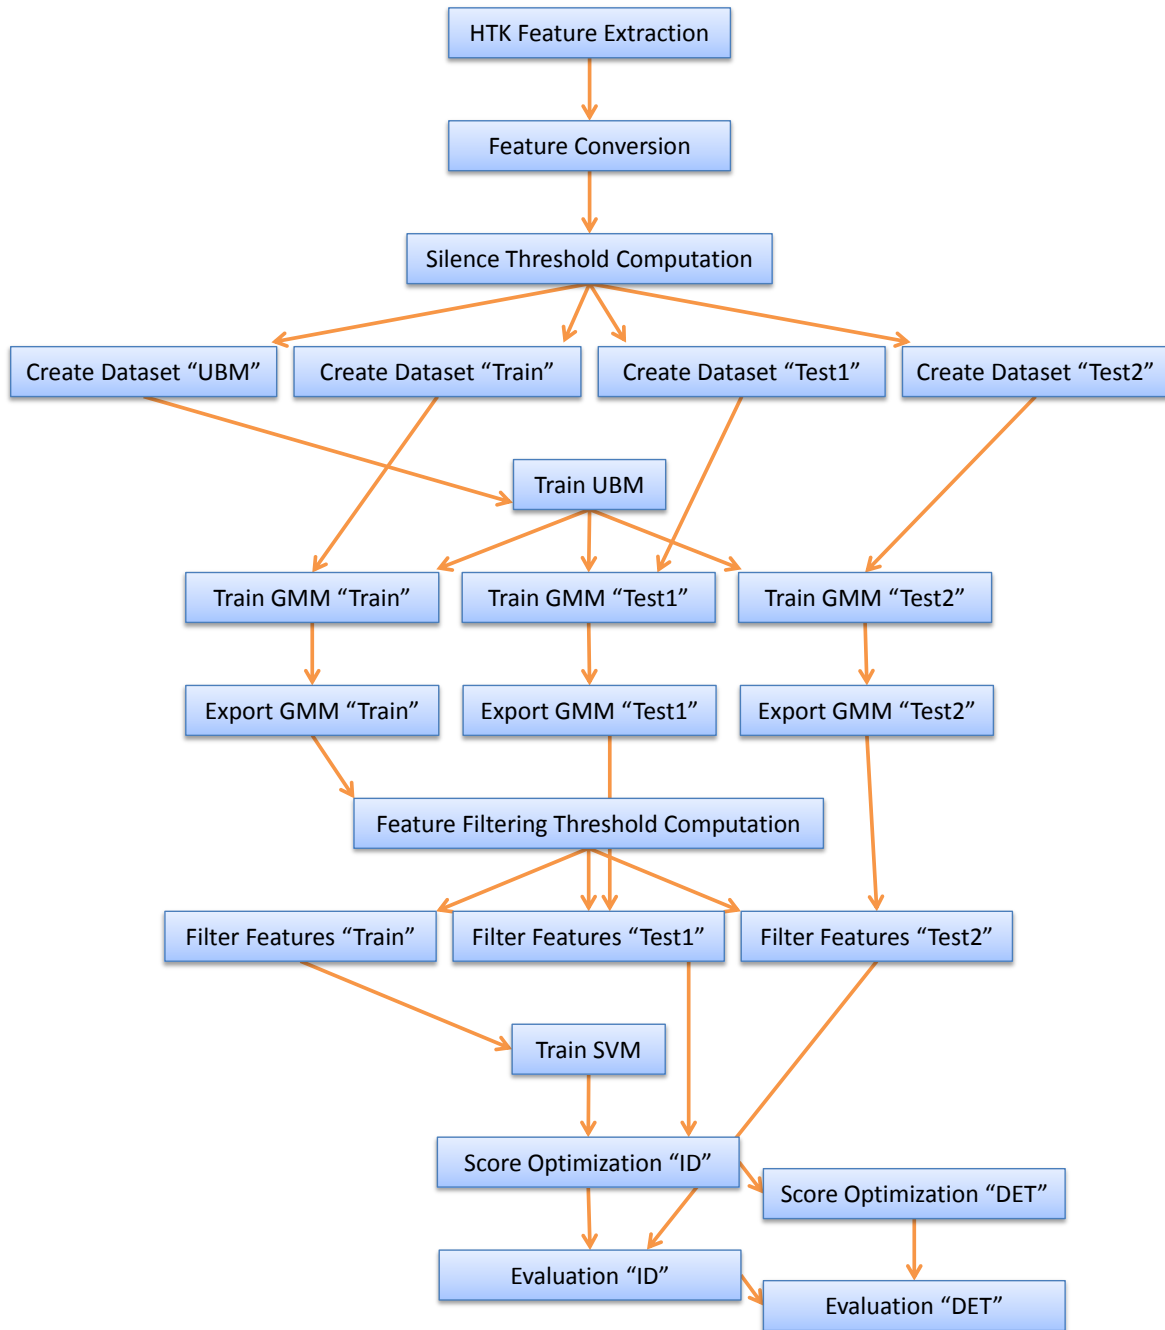 HTK Feature Extraction
Feature Conversion
Silence Threshold Computation
Create Dataset “UBM”
Create Dataset “Train”
Create Dataset “Test1”
Create Dataset “Test2”
Train UBM
Train GMM “Train”
Train GMM “Test1”
Train GMM “Test2”
Export GMM “Train”
Export GMM “Test1”
Export GMM “Test2”
Feature Filtering Threshold Computation
Filter Features “Train”
Filter Features “Test1”
Filter Features “Test2”
Train SVM
Score Optimization “ID”
Score Optimization “DET”
Evaluation “ID”
Evaluation “DET”